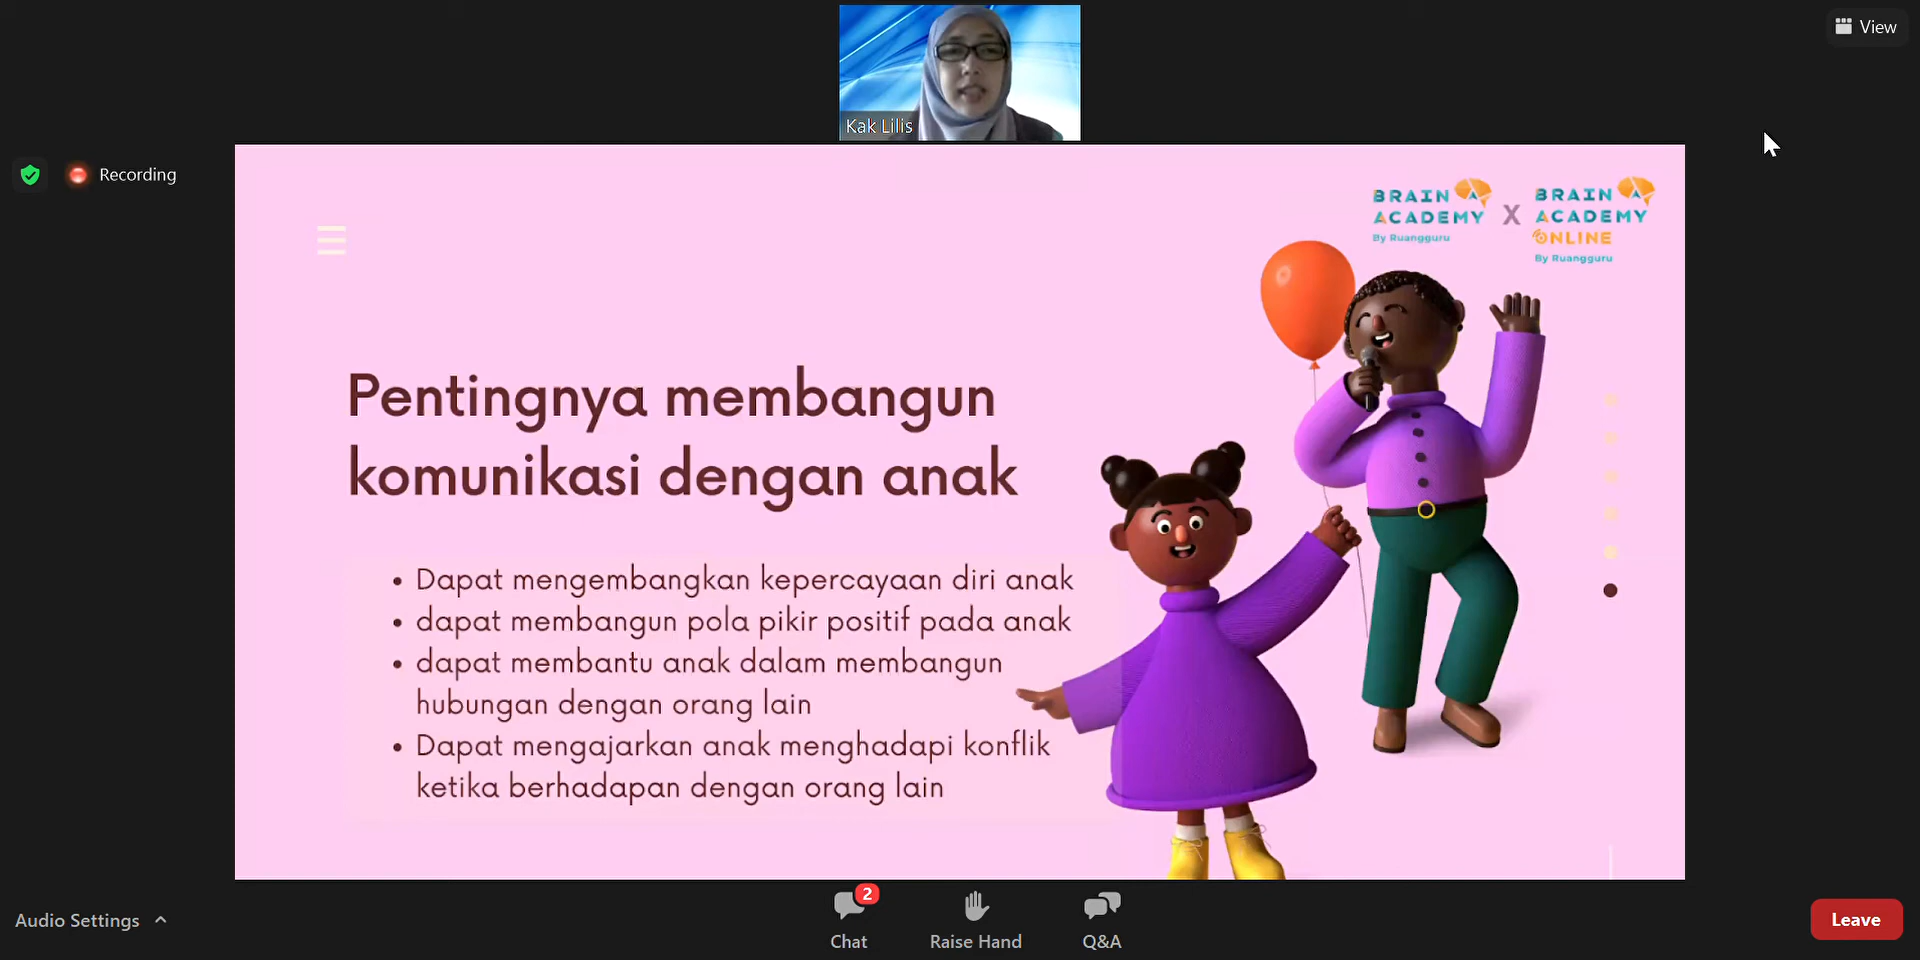 View
Kak Lilis
Recording
BRAIN
ACADEMY
By Ruangguru
X
BRAIN
ACADEMY
ONLINE
By Ruangguru
Pentingnya membangun
komunikasi dengan anak
• Dapat mengembangkan kepercayaan diri anak
• dapat membangun pola pikir positif pada anak
• dapat membantu anak dalam membangun
hubungan dengan orang lain
• Dapat mengajarkan anak menghadapi konflik
ketika berhadapan dengan orang lain
Audio Settings
2
Chat
Raise Hand
Q&A
Leave